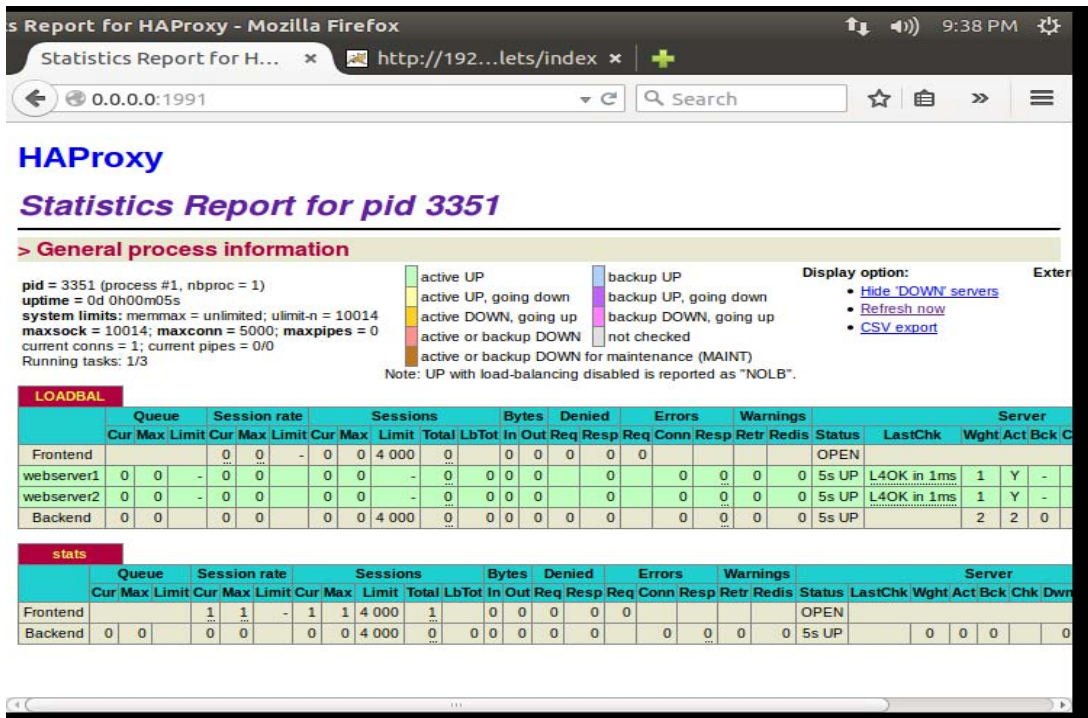 s Report for HAProxy - Mozilla Firefox 9:38 PM
Statistics Report for H... × http://192...lets/index ×
0.0.0.0:1991 Search
HAProxy
Statistics Report for pid 3351
> General process information
pid = 3351 (process #1, nbproc = 1)
uptime = 0d 0h00m05s
system limits: memmax = unlimited; ulimit-n = 10014
maxsock = 10014; maxconn = 5000; maxpipes = 0
current conns = 1; current pipes = 0/0
Running tasks: 1/3
active UP backup UP
active UP, going down backup UP, going down
active DOWN, going up backup DOWN, going up
active or backup DOWN not checked
active or backup DOWN for maintenance (MAINT)
Note: UP with load-balancing disabled is reported as "NOLB".
Display option:
Hide 'DOWN' servers
Refresh now
CSV export
Exter
LOADBAL
Queue Session rate Sessions Bytes Denied Errors Warnings Server
Cur Max Limit Cur Max Limit Cur Max Limit Total LbTot In Out Req Resp Req Conn Resp Retr Redis Status LastChk Wght Act Bck C
Frontend 0 0 - 0 0 4 000 0 0 0 0 0 0 OPEN
webserver1 0 0 - 0 0 0 0 - 0 0 0 0 0 0 0 0 0 5s UP L4OK in 1ms 1 Y -
webserver2 0 0 - 0 0 0 0 - 0 0 0 0 0 0 0 0 0 5s UP L4OK in 1ms 1 Y -
Backend 0 0 0 0 0 0 4 000 0 0 0 0 0 0 0 0 0 0 5s UP 2 2 0
stats
Queue Session rate Sessions Bytes Denied Errors Warnings Server
Cur Max Limit Cur Max Limit Cur Max Limit Total LbTot In Out Req Resp Req Conn Resp Retr Redis Status LastChk Wght Act Bck Chk Dwn
Frontend 1 1 - 1 1 4 000 1 0 0 0 0 0 OPEN
Backend 0 0 0 0 0 0 4 000 0 0 0 0 0 0 0 0 0 0 5s UP 0 0 0 0